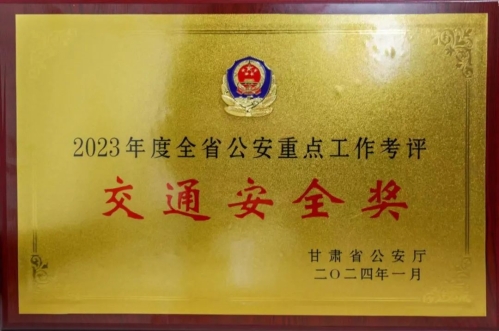 2023年度全省公安重点工作考评
交通安全奖
甘肃省公安厅
二〇二四年一月